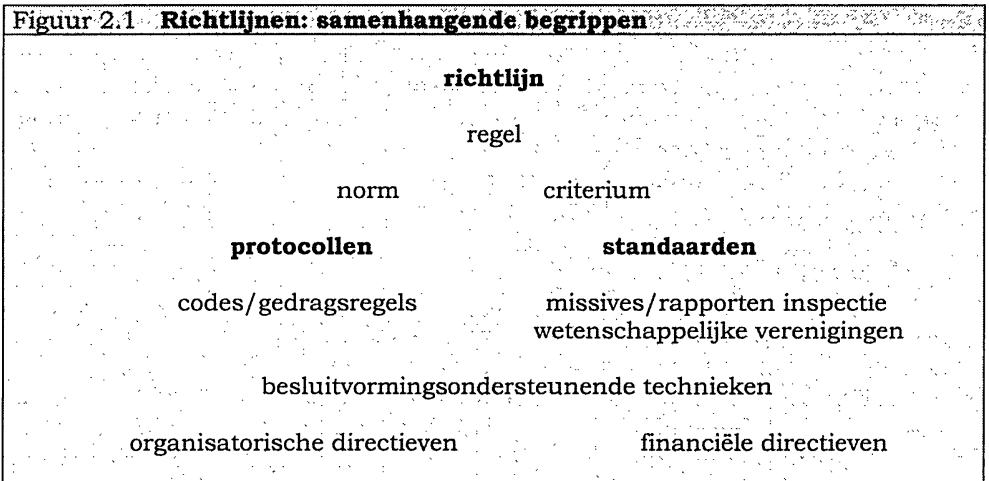 Figuur 2.1 Richtlijnen: samenhangende begrippen
richtlijn
regel
norm criterium
protocollen standaarden
codes/gedragsregels missives/rapporten inspectie
wetenschappelijke verenigingen
besluitvormingsondersteunende technieken
organisatorische directieven financiële directieven